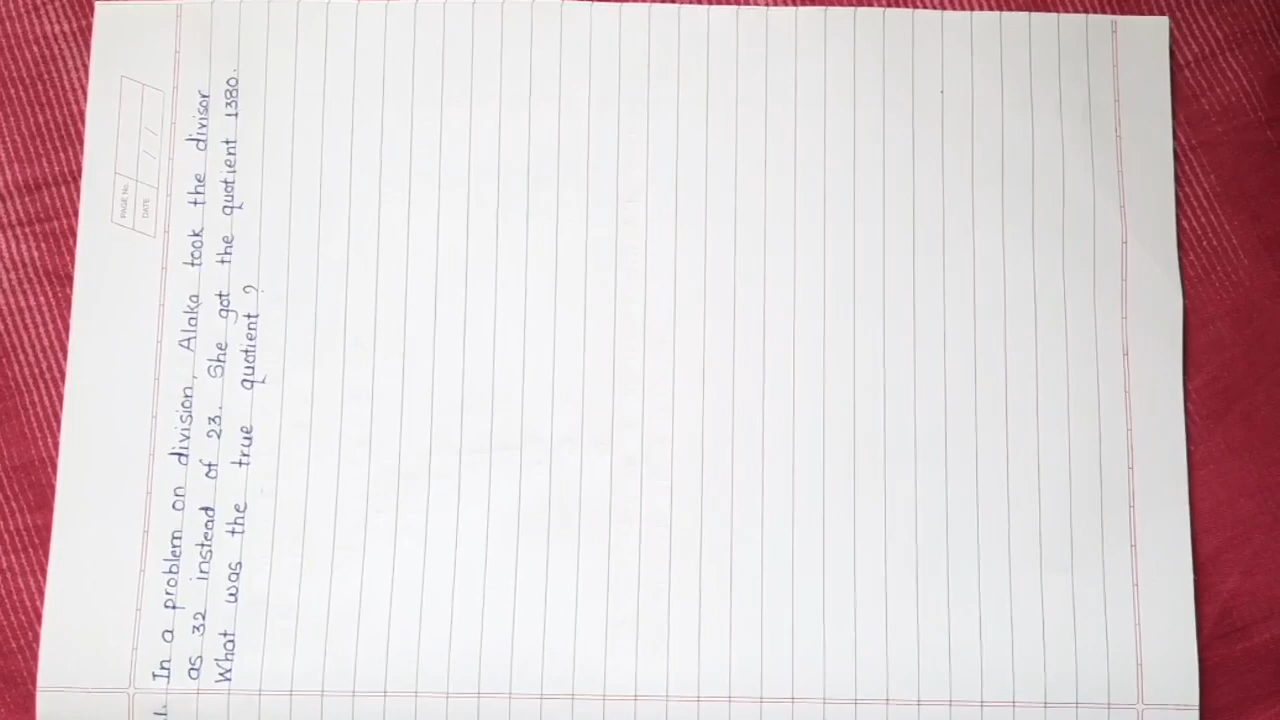 PAGE No.
DATE / /
1. In a problem on division, Alaka took the divisor
as 32 instead of 23. She got the quotient 1380.
What was the true quotient ?